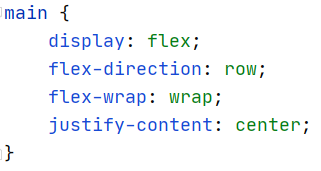 main {
    display: flex;
    flex-direction: row;
    flex-wrap: wrap;
    justify-content: center;
}